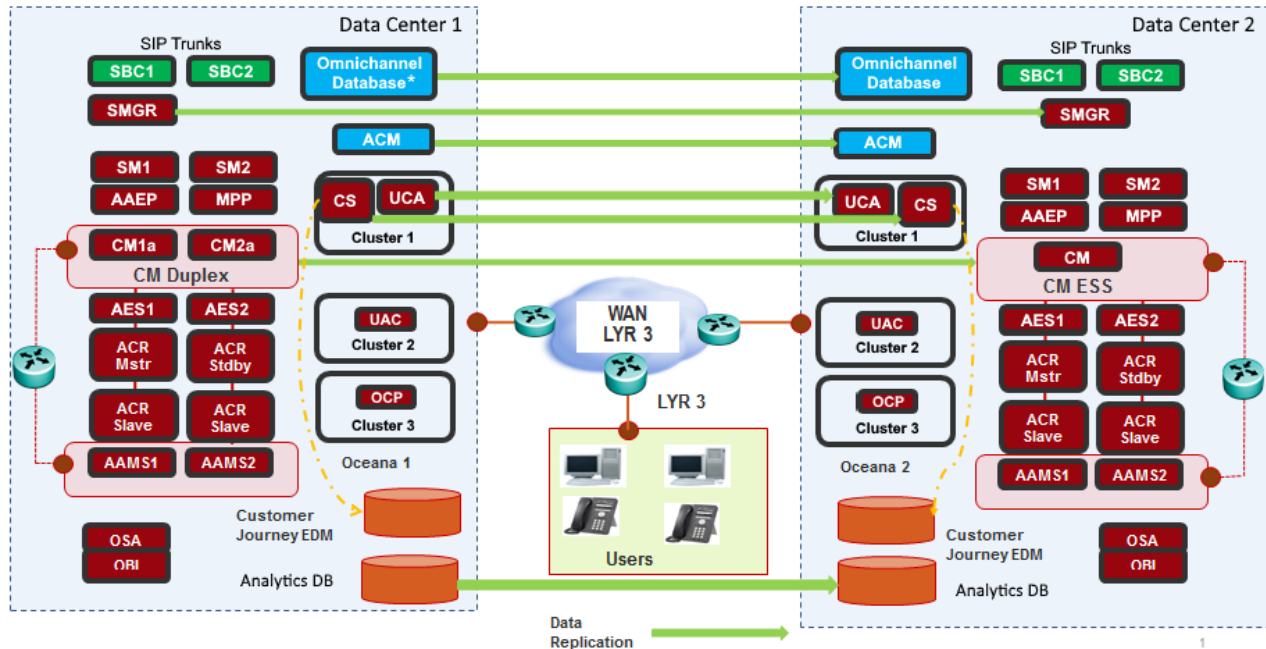 Data Center 1
SIP Trunks
SBC1
SBC2
Omnichannel
Database*
SMGR
ACM
SM1
SM2
AAEP
MPP
CS
UCA
Cluster 1
CM1a
CM2a
CM Duplex
AES1
AES2
UAC
Cluster 2
ACR
Mstr
ACR
Stdby
OCP
Cluster 3
ACR
Slave
ACR
Slave
AAMS1
AAMS2
Oceana 1
Customer
Journey EDM
OSA
OBI
Analytics DB
WAN
LYR 3
LYR 3
Users
Data
Replication
Data Center 2
Omnichannel
Database
SIP Trunks
SBC1
SBC2
SMGR
ACM
UCA
CS
Cluster 1
SM1
SM2
AAEP
MPP
CM
CM ESS
UAC
Cluster 2
AES1
AES2
ACR
Mstr
ACR
Stdby
OCP
Cluster 3
ACR
Slave
ACR
Slave
Oceana 2
AAMS1
AAMS2
Customer
Journey EDM
OSA
OBI
Analytics DB
1